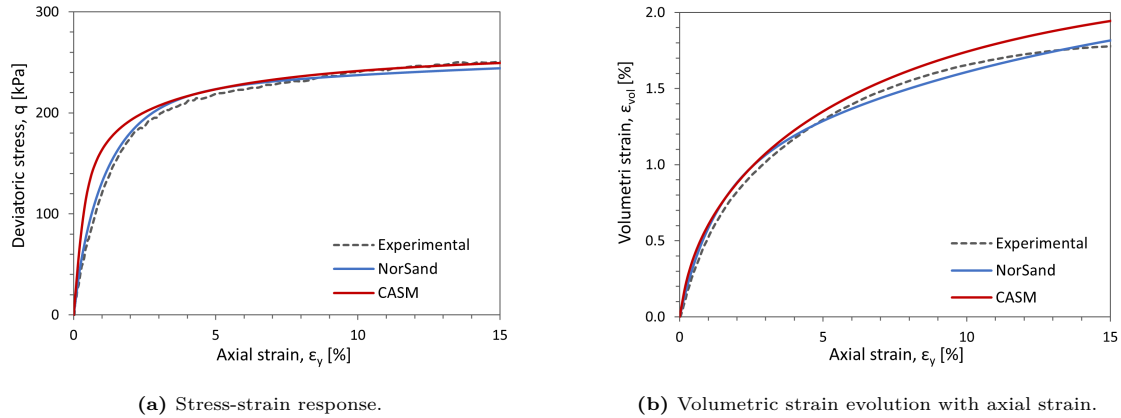 300
200
100
0
Deviatoric stress, q [kPa]
Experimental
NorSand
CASM
0 5 10 15
Axial strain, εy [%]
(a) Stress-strain response.
2.0
1.5
1.0
0.5
0.0
Volumetri strain, εvol [%]
Experimental
NorSand
CASM
0 5 10 15
Axial strain, εy [%]
(b) Volumetric strain evolution with axial strain.